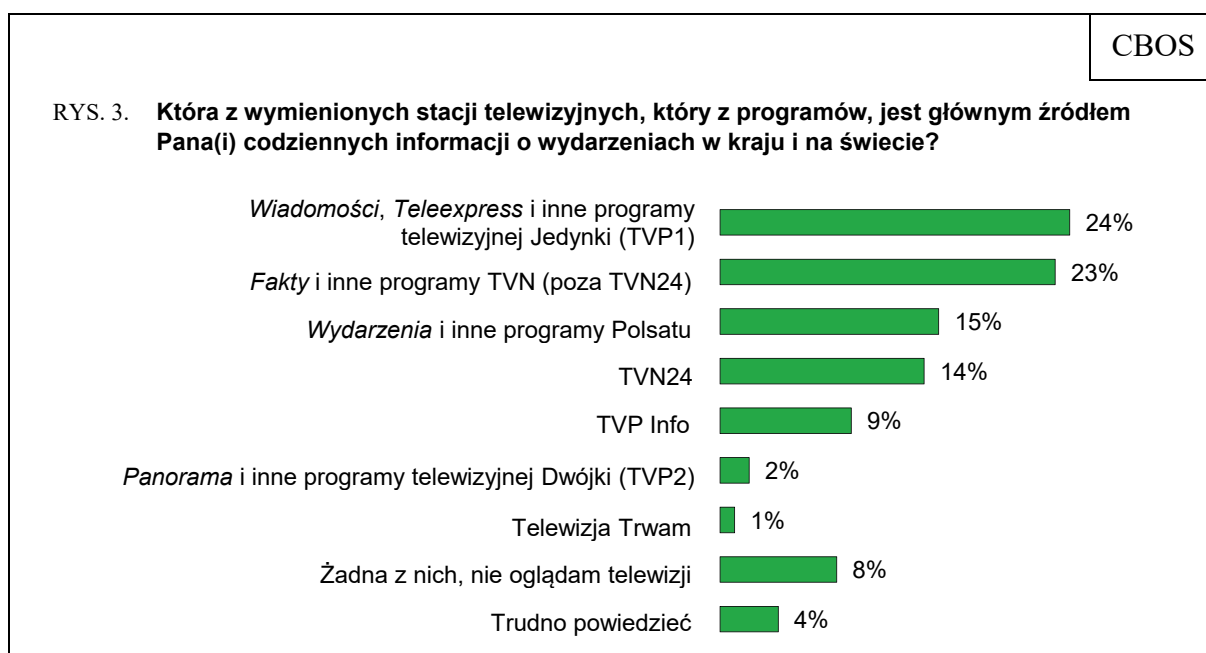 CBOS
RYS. 3. Która z wymienionych stacji telewizyjnych, który z programów, jest głównym źródłem
Pana(i) codziennych informacji o wydarzeniach w kraju i na świecie?
Wiadomości, Teleexpress i inne programy
telewizyjnej Jedynki (TVP1)
24%
Fakty i inne programy TVN (poza TVN24)
23%
Wydarzenia i inne programy Polsatu
15%
TVN24
14%
TVP Info
9%
Panorama i inne programy telewizyjnej Dwójki (TVP2)
2%
Telewizja Trwam
1%
Żadna z nich, nie oglądam telewizji
8%
Trudno powiedzieć
4%